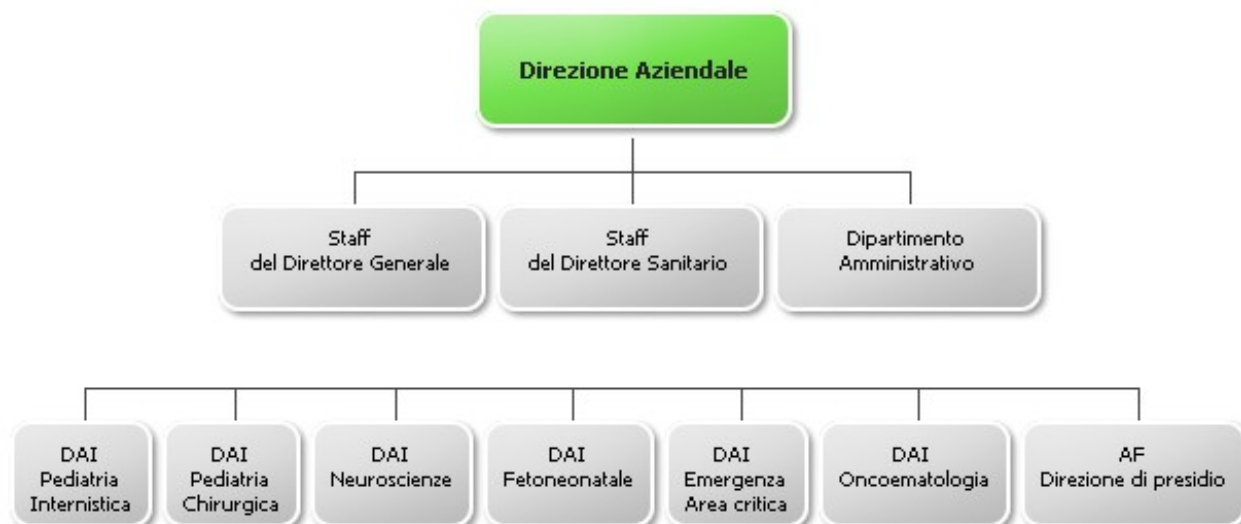 Direzione Aziendale
Staff
del Direttore Generale
Staff
del Direttore Sanitario
Dipartimento
Amministrativo
DAI
Pediatria
Internistica
DAI
Pediatria
Chirurgica
DAI
Neuroscienze
DAI
Fetoneonatale
DAI
Emergenza
Area critica
DAI
Oncoematologia
AF
Direzione di presidio